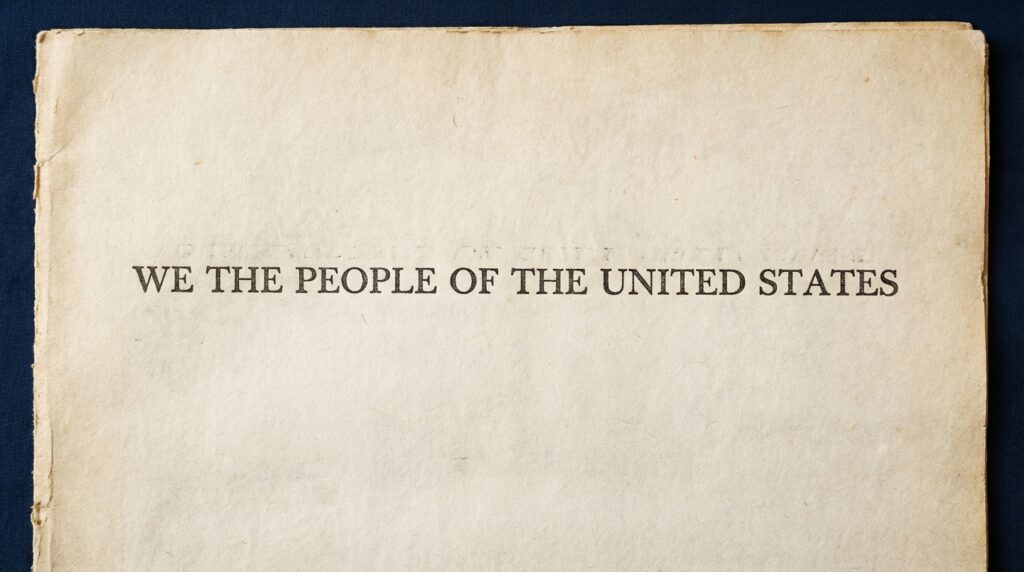 WE THE PEOPLE OF THE UNITED STATES